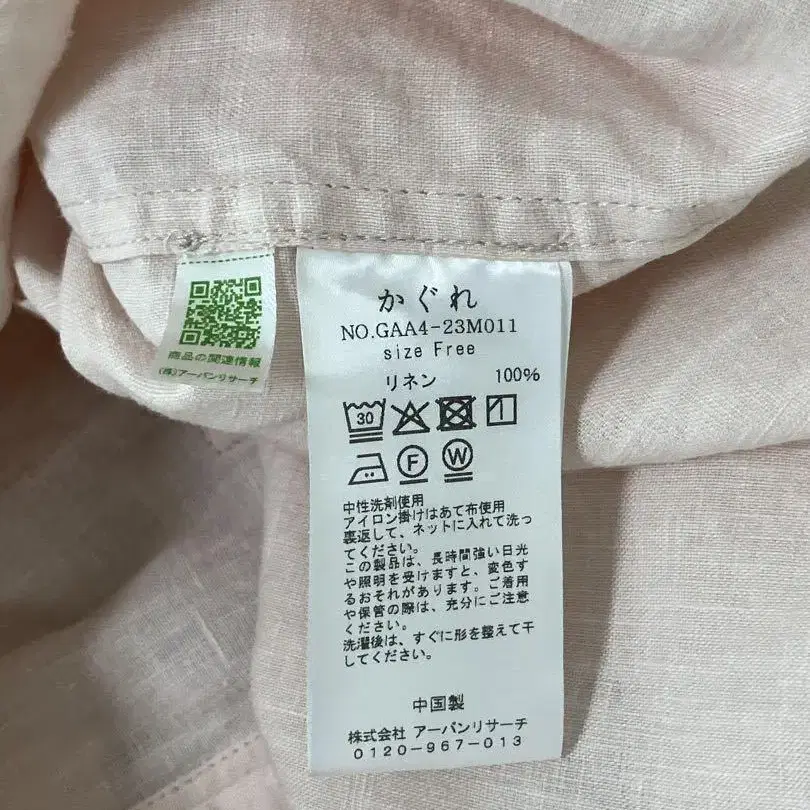 商品の関連情報
(株)アーバンリサーチ
かぐれ
NO.GAA4-23M011
size Free
リネン 100%
30
F W
中性洗剤使用
アイロン掛けはあて布使用
裏返して、ネットに入れて洗っ
てください。
この製品は、長時間強い日光
や照明を受けますと、変色す
るおそれがあります。ご着用
や保管の際は、充分にご注意
ください。
洗濯後は、すぐに形を整えて干
してください。
中国製
株式会社 アーバンリサーチ
0120-967-013